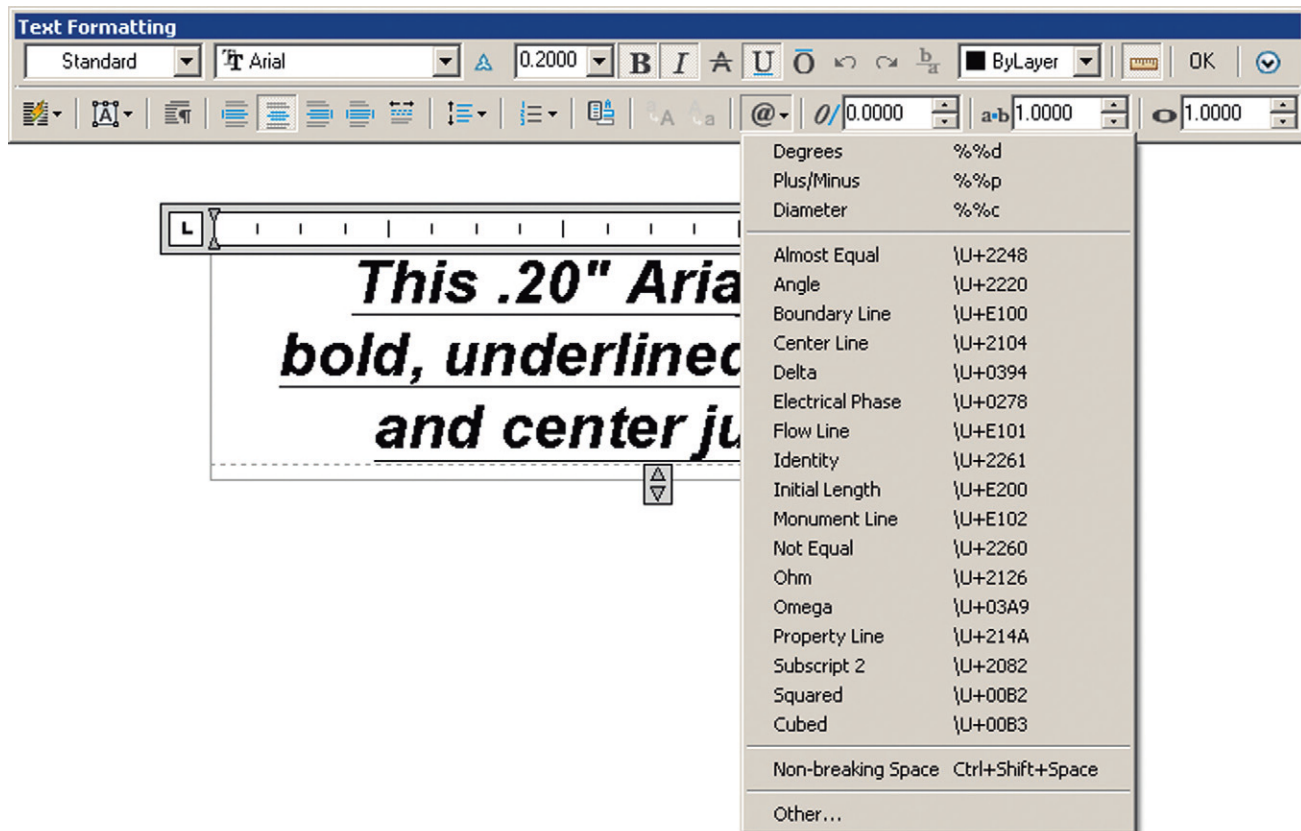 Text Formatting
Standard Arial 0.2000 B I A U O b/a ByLayer OK
A @ 0/ 0.0000 a•b 1.0000 1.0000
Degrees %%d
Plus/Minus %%p
Diameter %%c
Almost Equal \U+2248
Angle \U+2220
Boundary Line \U+E100
Center Line \U+2104
Delta \U+0394
Electrical Phase \U+0278
Flow Line \U+E101
Identity \U+2261
Initial Length \U+E200
Monument Line \U+E102
Not Equal \U+2260
Ohm \U+2126
Omega \U+03A9
Property Line \U+214A
Subscript 2 \U+2082
Squared \U+00B2
Cubed \U+00B3
Non-breaking Space Ctrl+Shift+Space
Other...
L
This .20" Aria
bold, underlined
and center ju